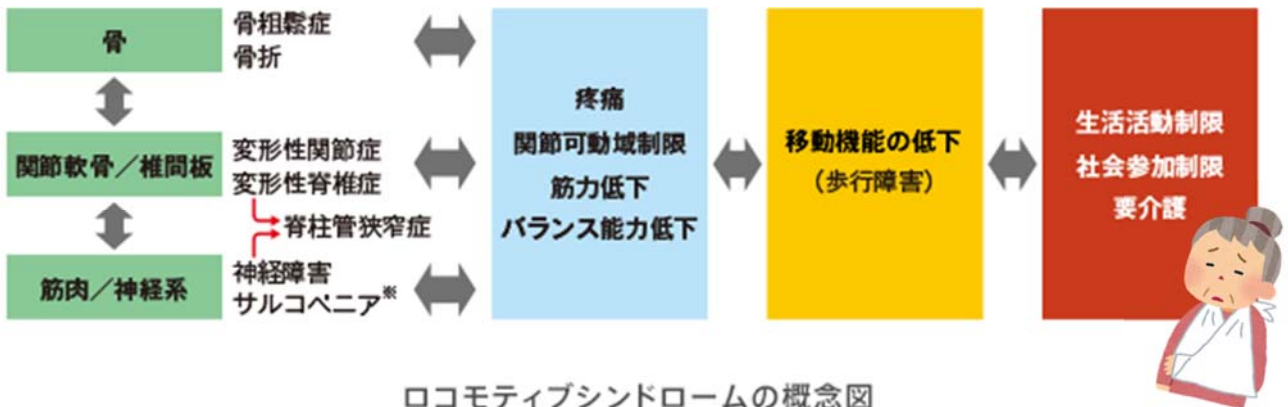 骨
骨粗鬆症
骨折
関節軟骨／椎間板
変形性関節症
変形性脊椎症
脊柱管狭窄症
筋肉／神経系
神経障害
サルコペニア※
疼痛
関節可動域制限
筋力低下
バランス能力低下
移動機能の低下
（歩行障害）
生活活動制限
社会参加制限
要介護
ロコモティブシンドロームの概念図